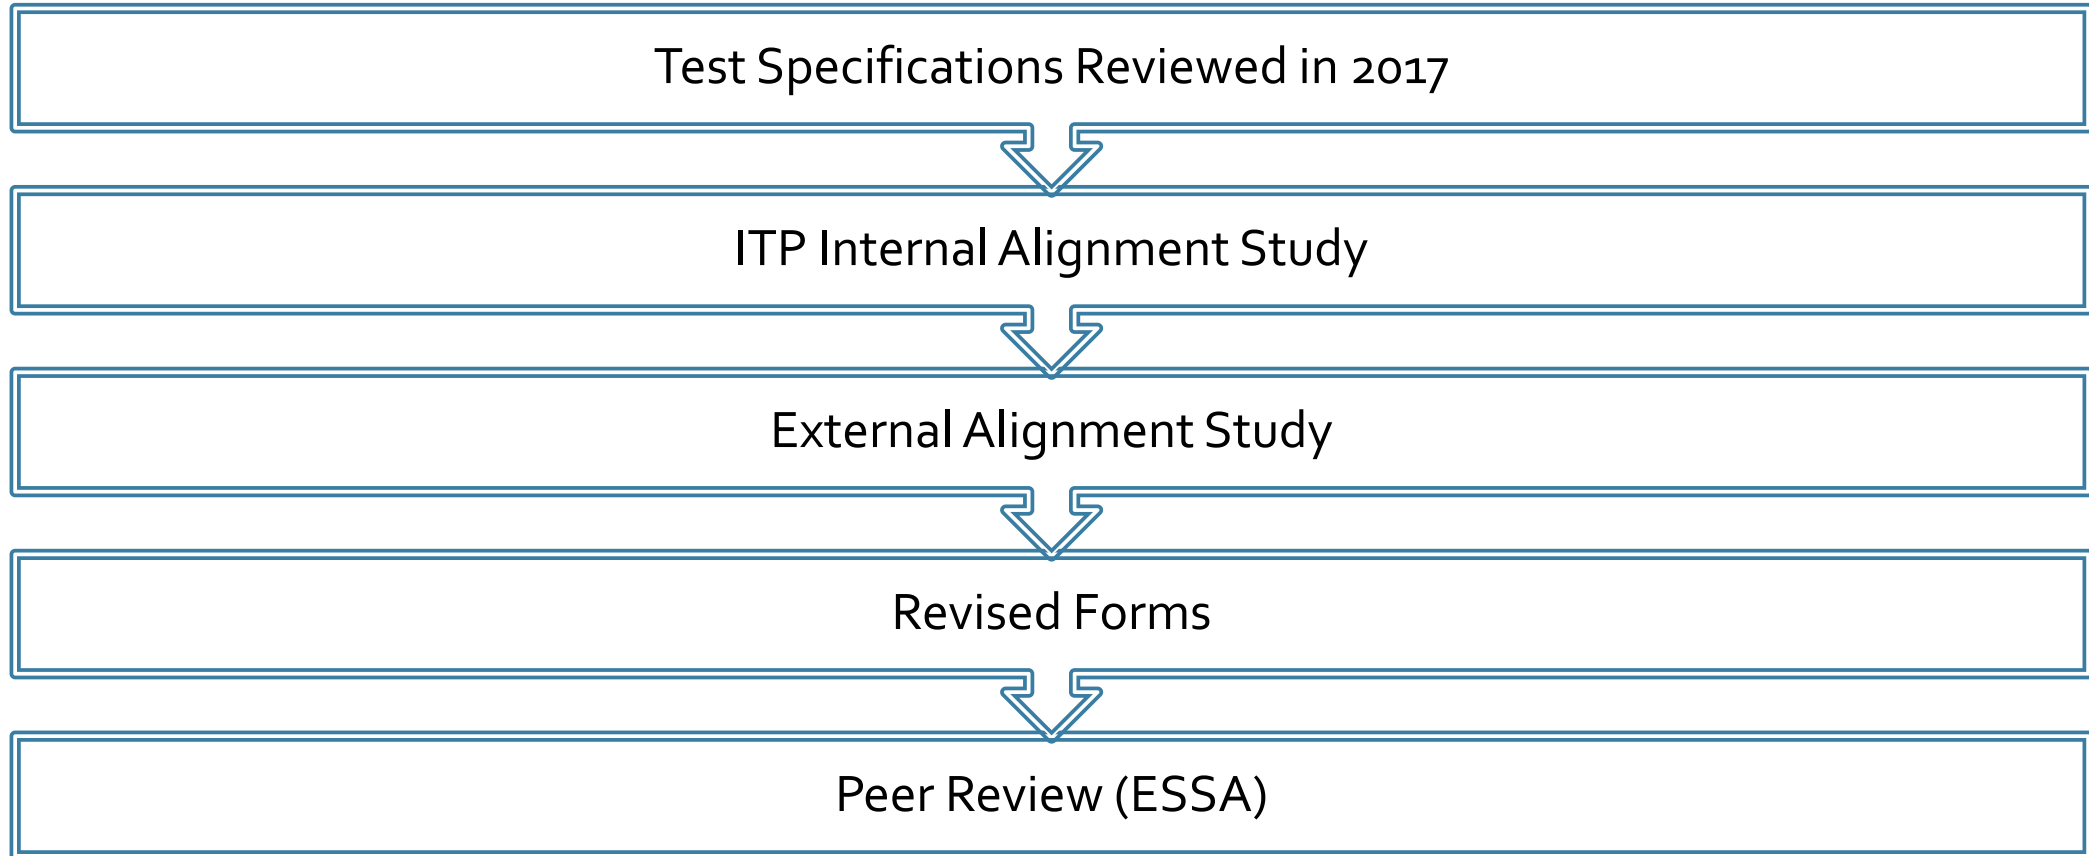 Test Specifications Reviewed in 2017
ITP Internal Alignment Study
External Alignment Study
Revised Forms
Peer Review (ESSA)